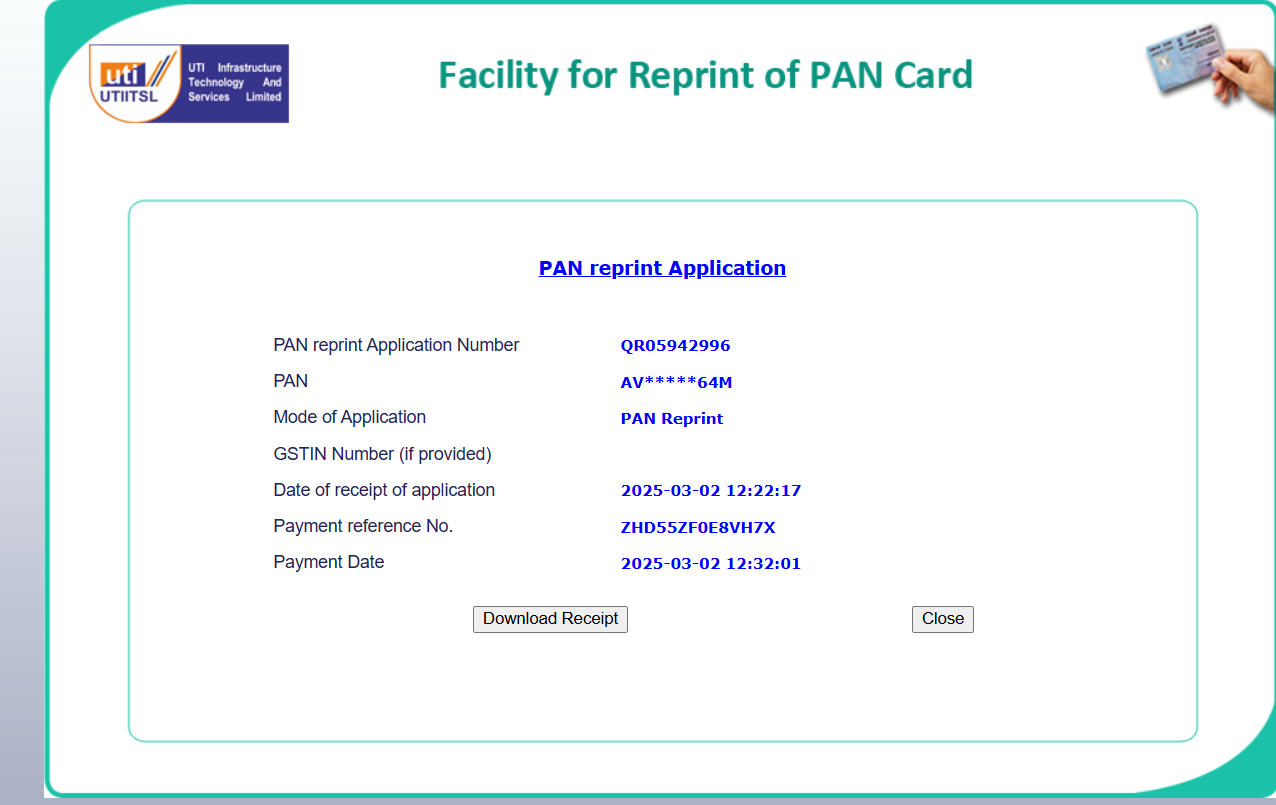 uti
UTIITSL
UTI Infrastructure
Technology And
Services Limited
Facility for Reprint of PAN Card
PAN reprint Application
PAN reprint Application Number QR05942996
PAN AV*****64M
Mode of Application PAN Reprint
GSTIN Number (if provided)
Date of receipt of application 2025-03-02 12:22:17
Payment reference No. ZHD55ZF0E8VH7X
Payment Date 2025-03-02 12:32:01
Download Receipt Close